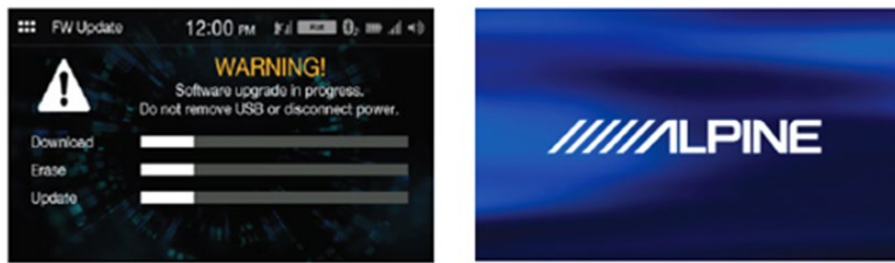 FW Update 12:00 PM
WARNING!
Software upgrade in progress.
Do not remove USB or disconnect power.
Download
Erase
Update
ALPINE